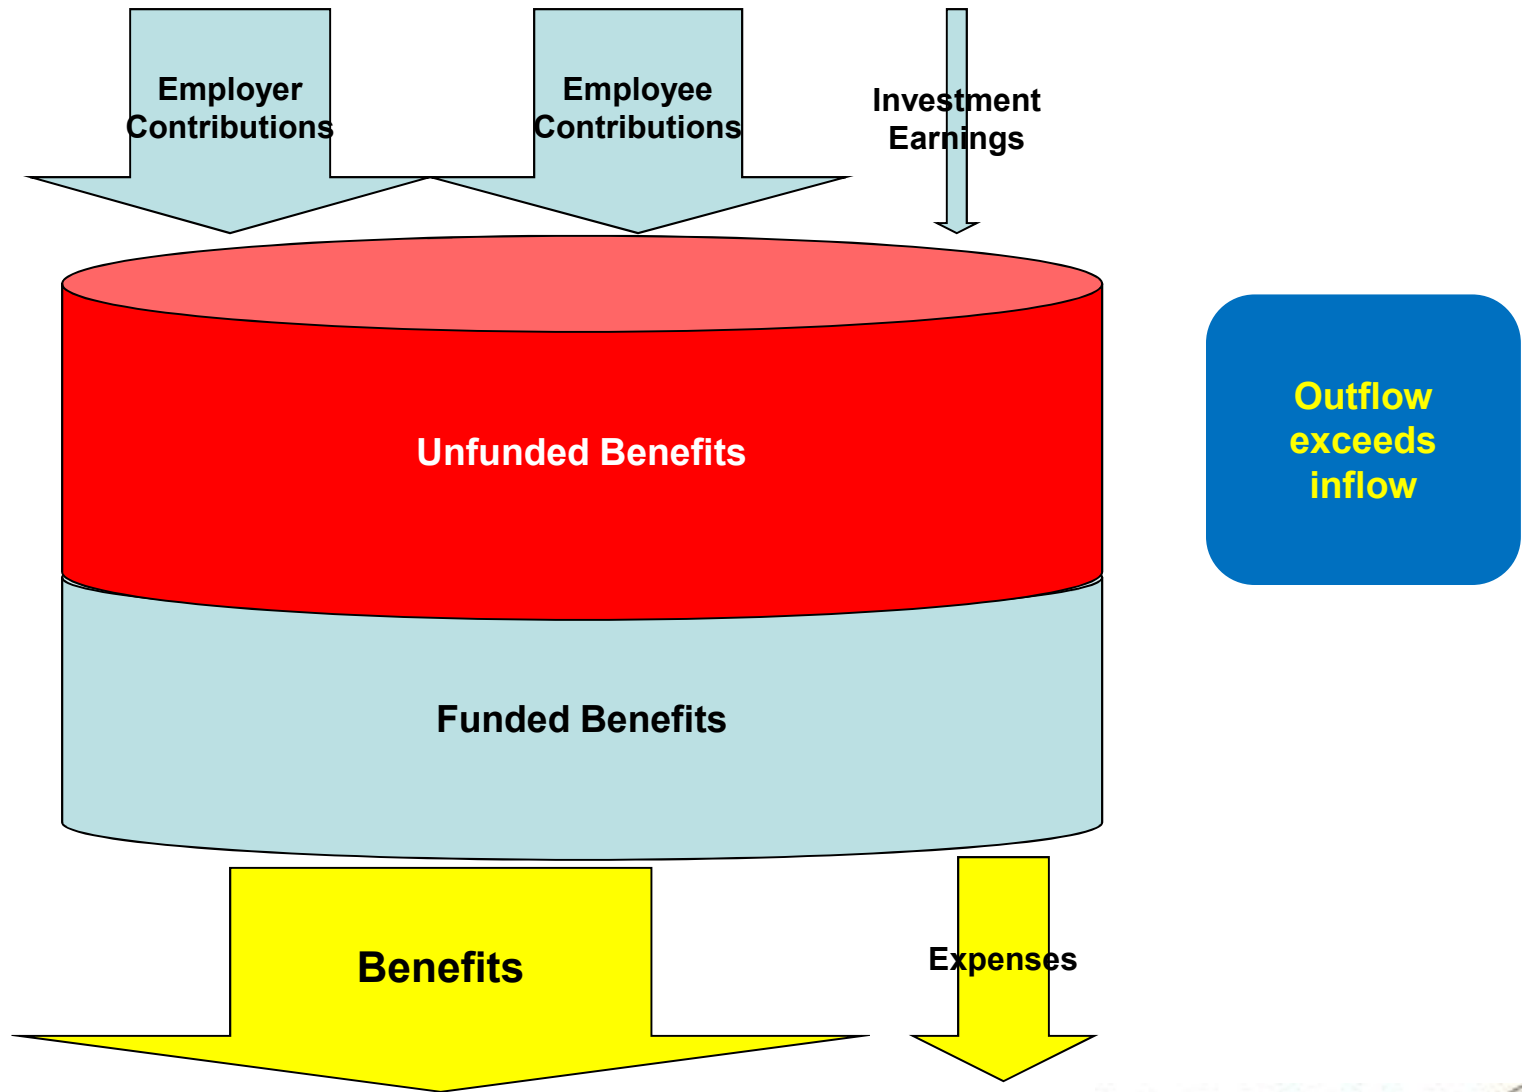 Employer
Contributions
Employee
Contributions
Investment
Earnings
Unfunded Benefits
Outflow
exceeds
inflow
Funded Benefits
Benefits
Expenses